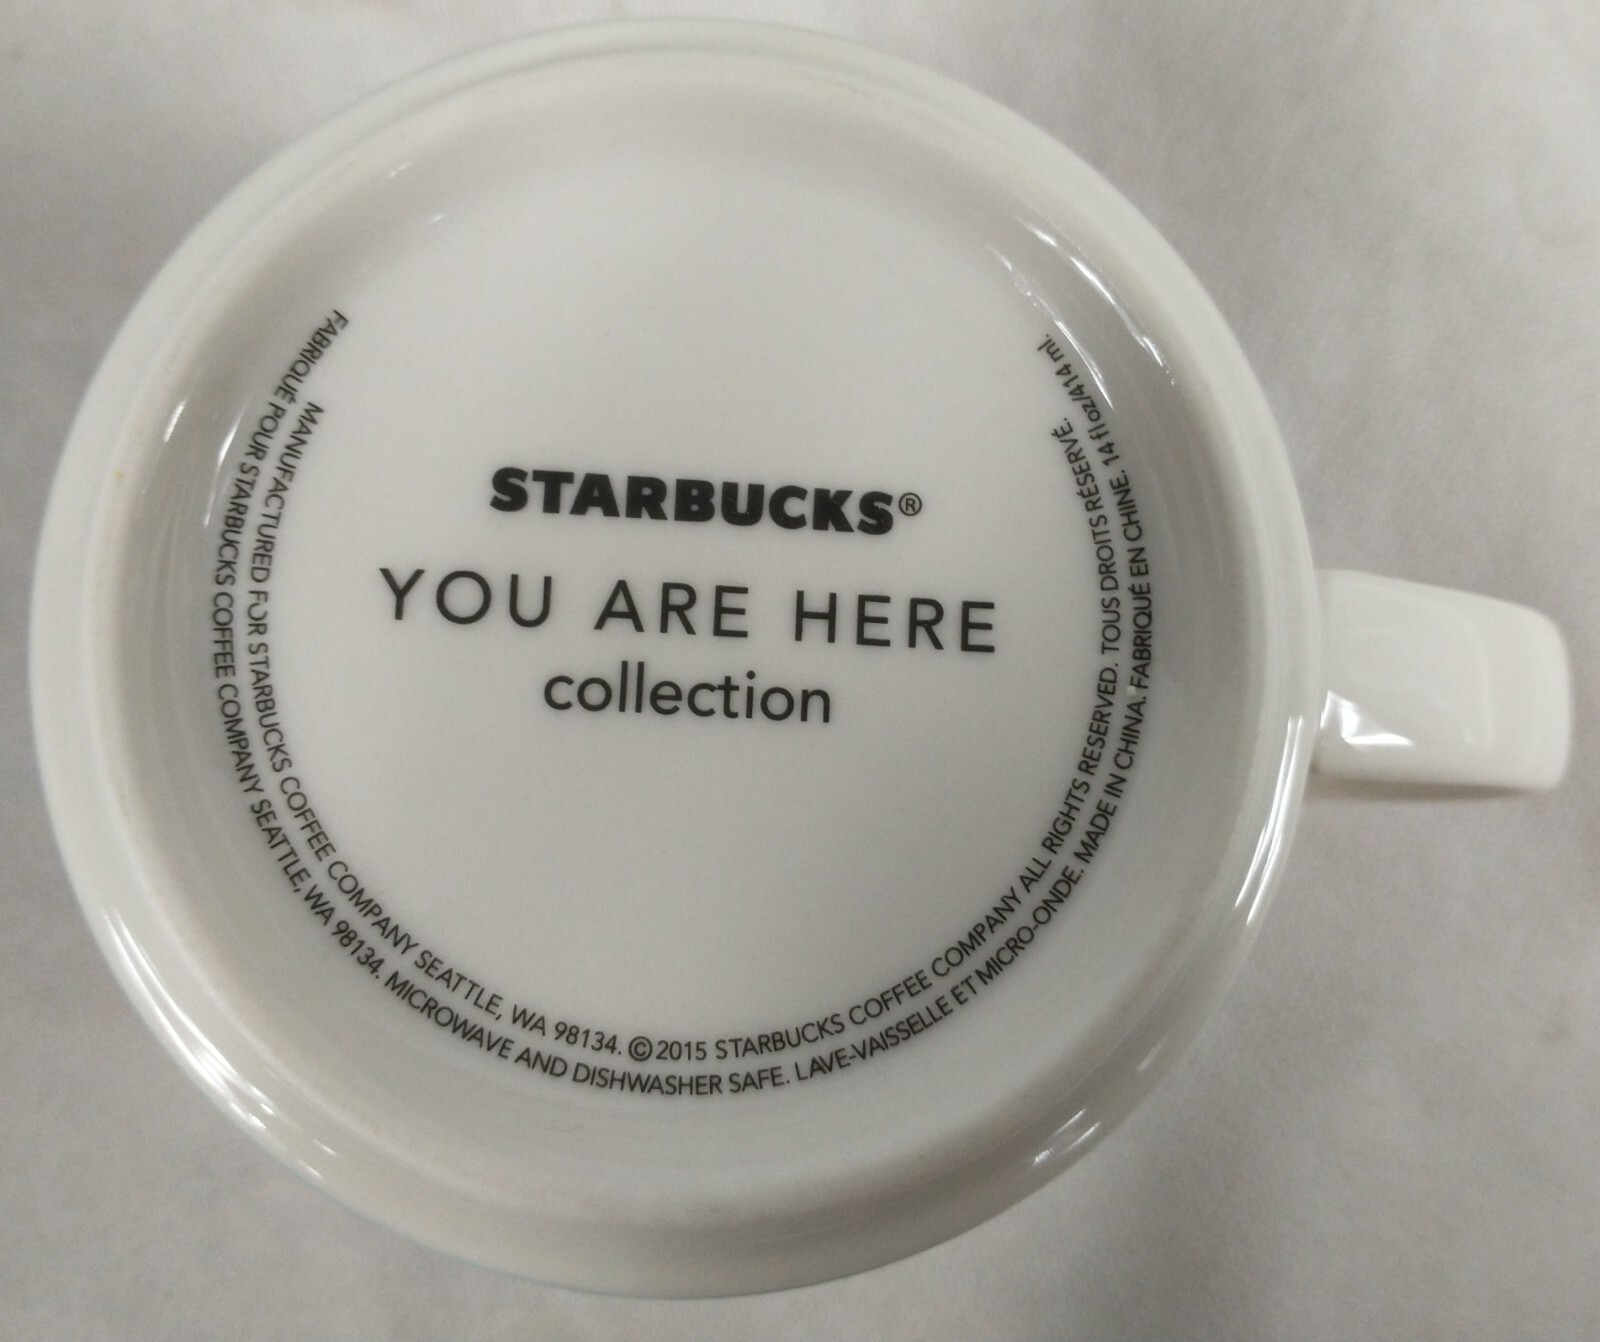 STARBUCKS®
YOU ARE HERE
collection
MANUFACTURED FOR STARBUCKS COFFEE COMPANY SEATTLE, WA 98134. ©2015 STARBUCKS COFFEE COMPANY ALL RIGHTS RESERVED. TOUS DROITS RÉSERVÉ.
FABRIQUÉ POUR STARBUCKS COFFEE COMPANY SEATTLE, WA 98134. MICROWAVE AND DISHWASHER SAFE. LAVE-VAISSELLE ET MICRO-ONDE. MADE IN CHINA. FABRIQUÉ EN CHINE. 14 fl oz/414 ml.